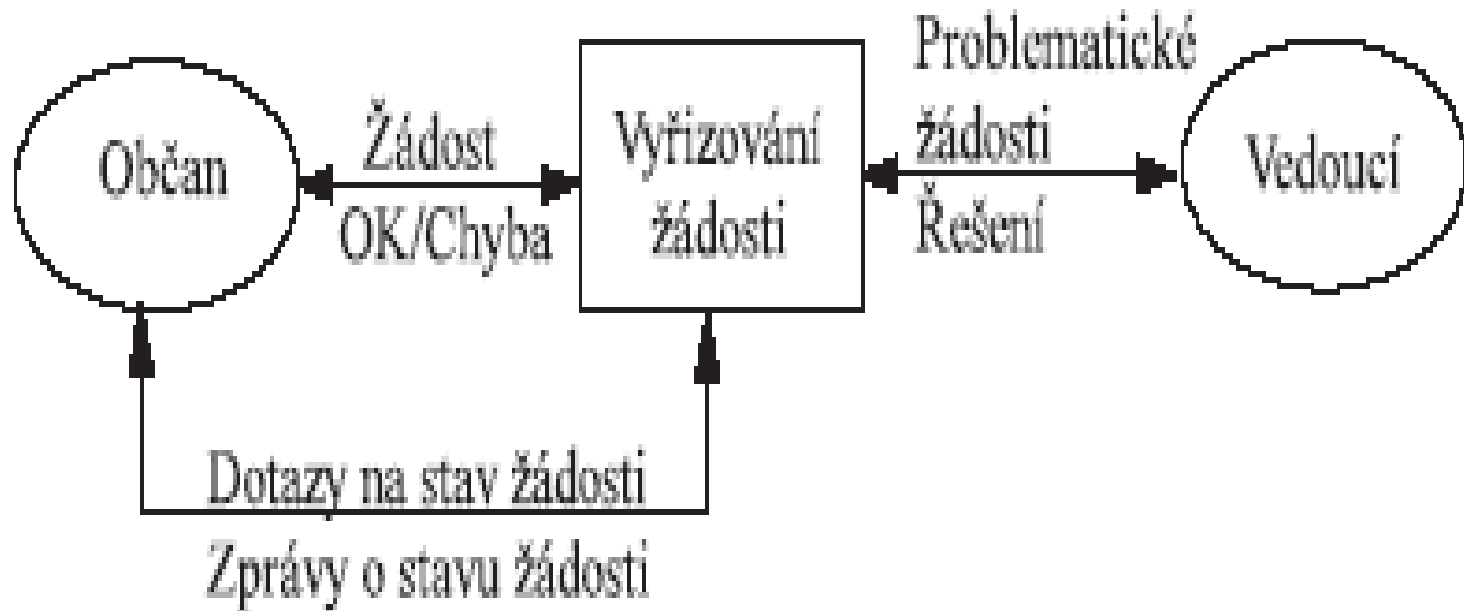 Občan
Žádost
OK/Chyba
Vyřizování
žádosti
Problematické
žádosti
Řešení
Vedoucí
Dotazy na stav žádosti
Zprávy o stavu žádosti